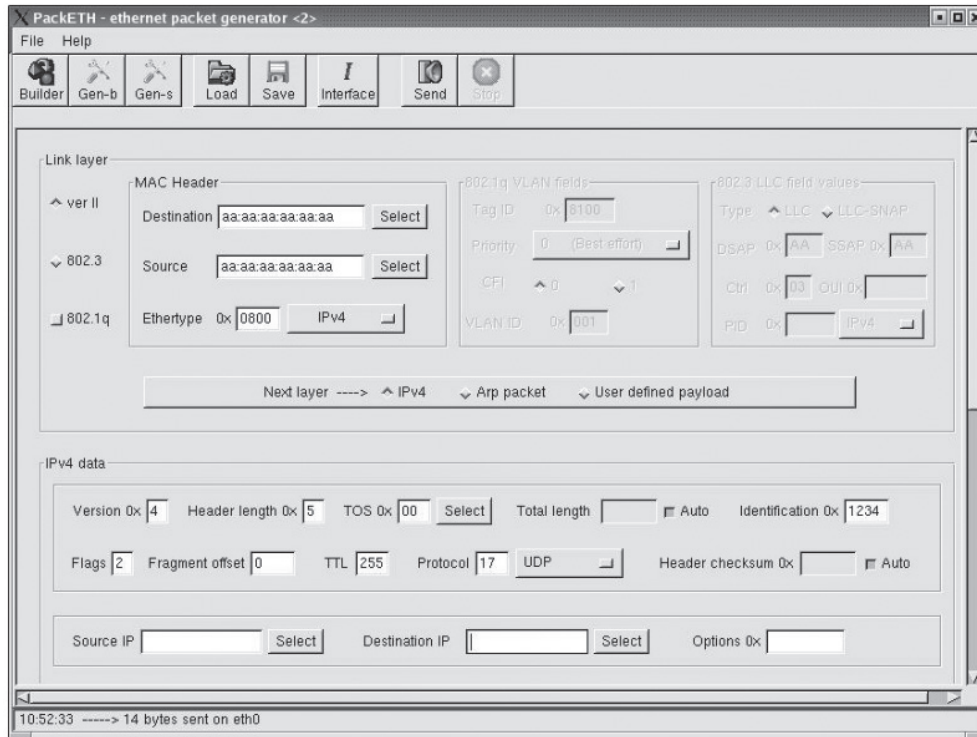 PackETH - ethernet packet generator <2>
File Help
Builder Gen-b Gen-s Load Save Interface Send Stop
Link layer
MAC Header
802.1q VLAN fields
802.3 LLC field values
ver II
Destination aa:aa:aa:aa:aa:aa Select
Tag ID 0x 8100
Type LLC LLC-SNAP
Priority 0 (Best effort)
DSAP 0x AA SSAP 0x AA
802.3
Source aa:aa:aa:aa:aa:aa Select
CFI 0 1
Ctrl 0x 03 OUI 0x
802.1q
Ethertype 0x 0800 IPv4
VLAN ID 0x 001
PID 0x IPv4
Next layer ----> IPv4 Arp packet User defined payload
IPv4 data
Version 0x 4 Header length 0x 5 TOS 0x 00 Select Total length Auto Identification 0x 1234
Flags 2 Fragment offset 0 TTL 255 Protocol 17 UDP Header checksum 0x Auto
Source IP Select Destination IP Select Options 0x
10:52:33 -----> 14 bytes sent on eth0